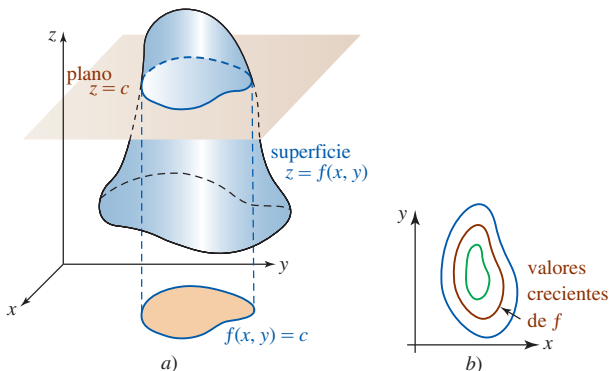 z
plano
z = c
superficie
z = f(x, y)
y
x
f(x, y) = c
a)
y
valores
crecientes
de f
x
b)